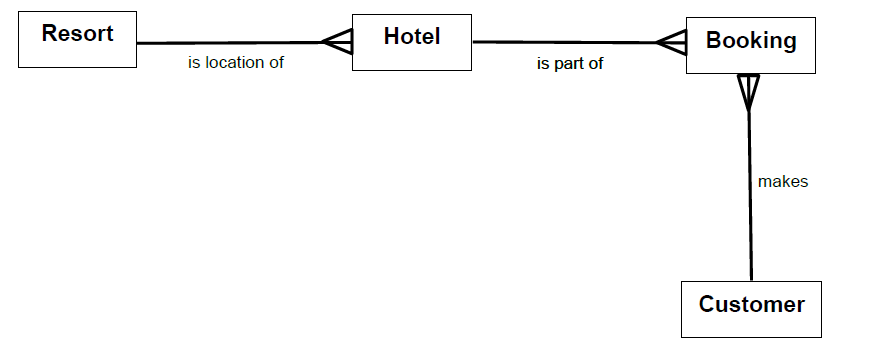 Resort
is location of
Hotel
is part of
Booking
makes
Customer